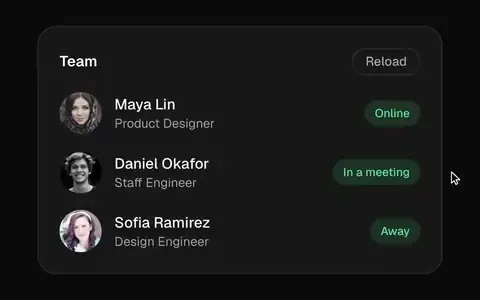 Team
Reload
Maya Lin
Product Designer
Online
Daniel Okafor
Staff Engineer
In a meeting
Sofia Ramirez
Design Engineer
Away